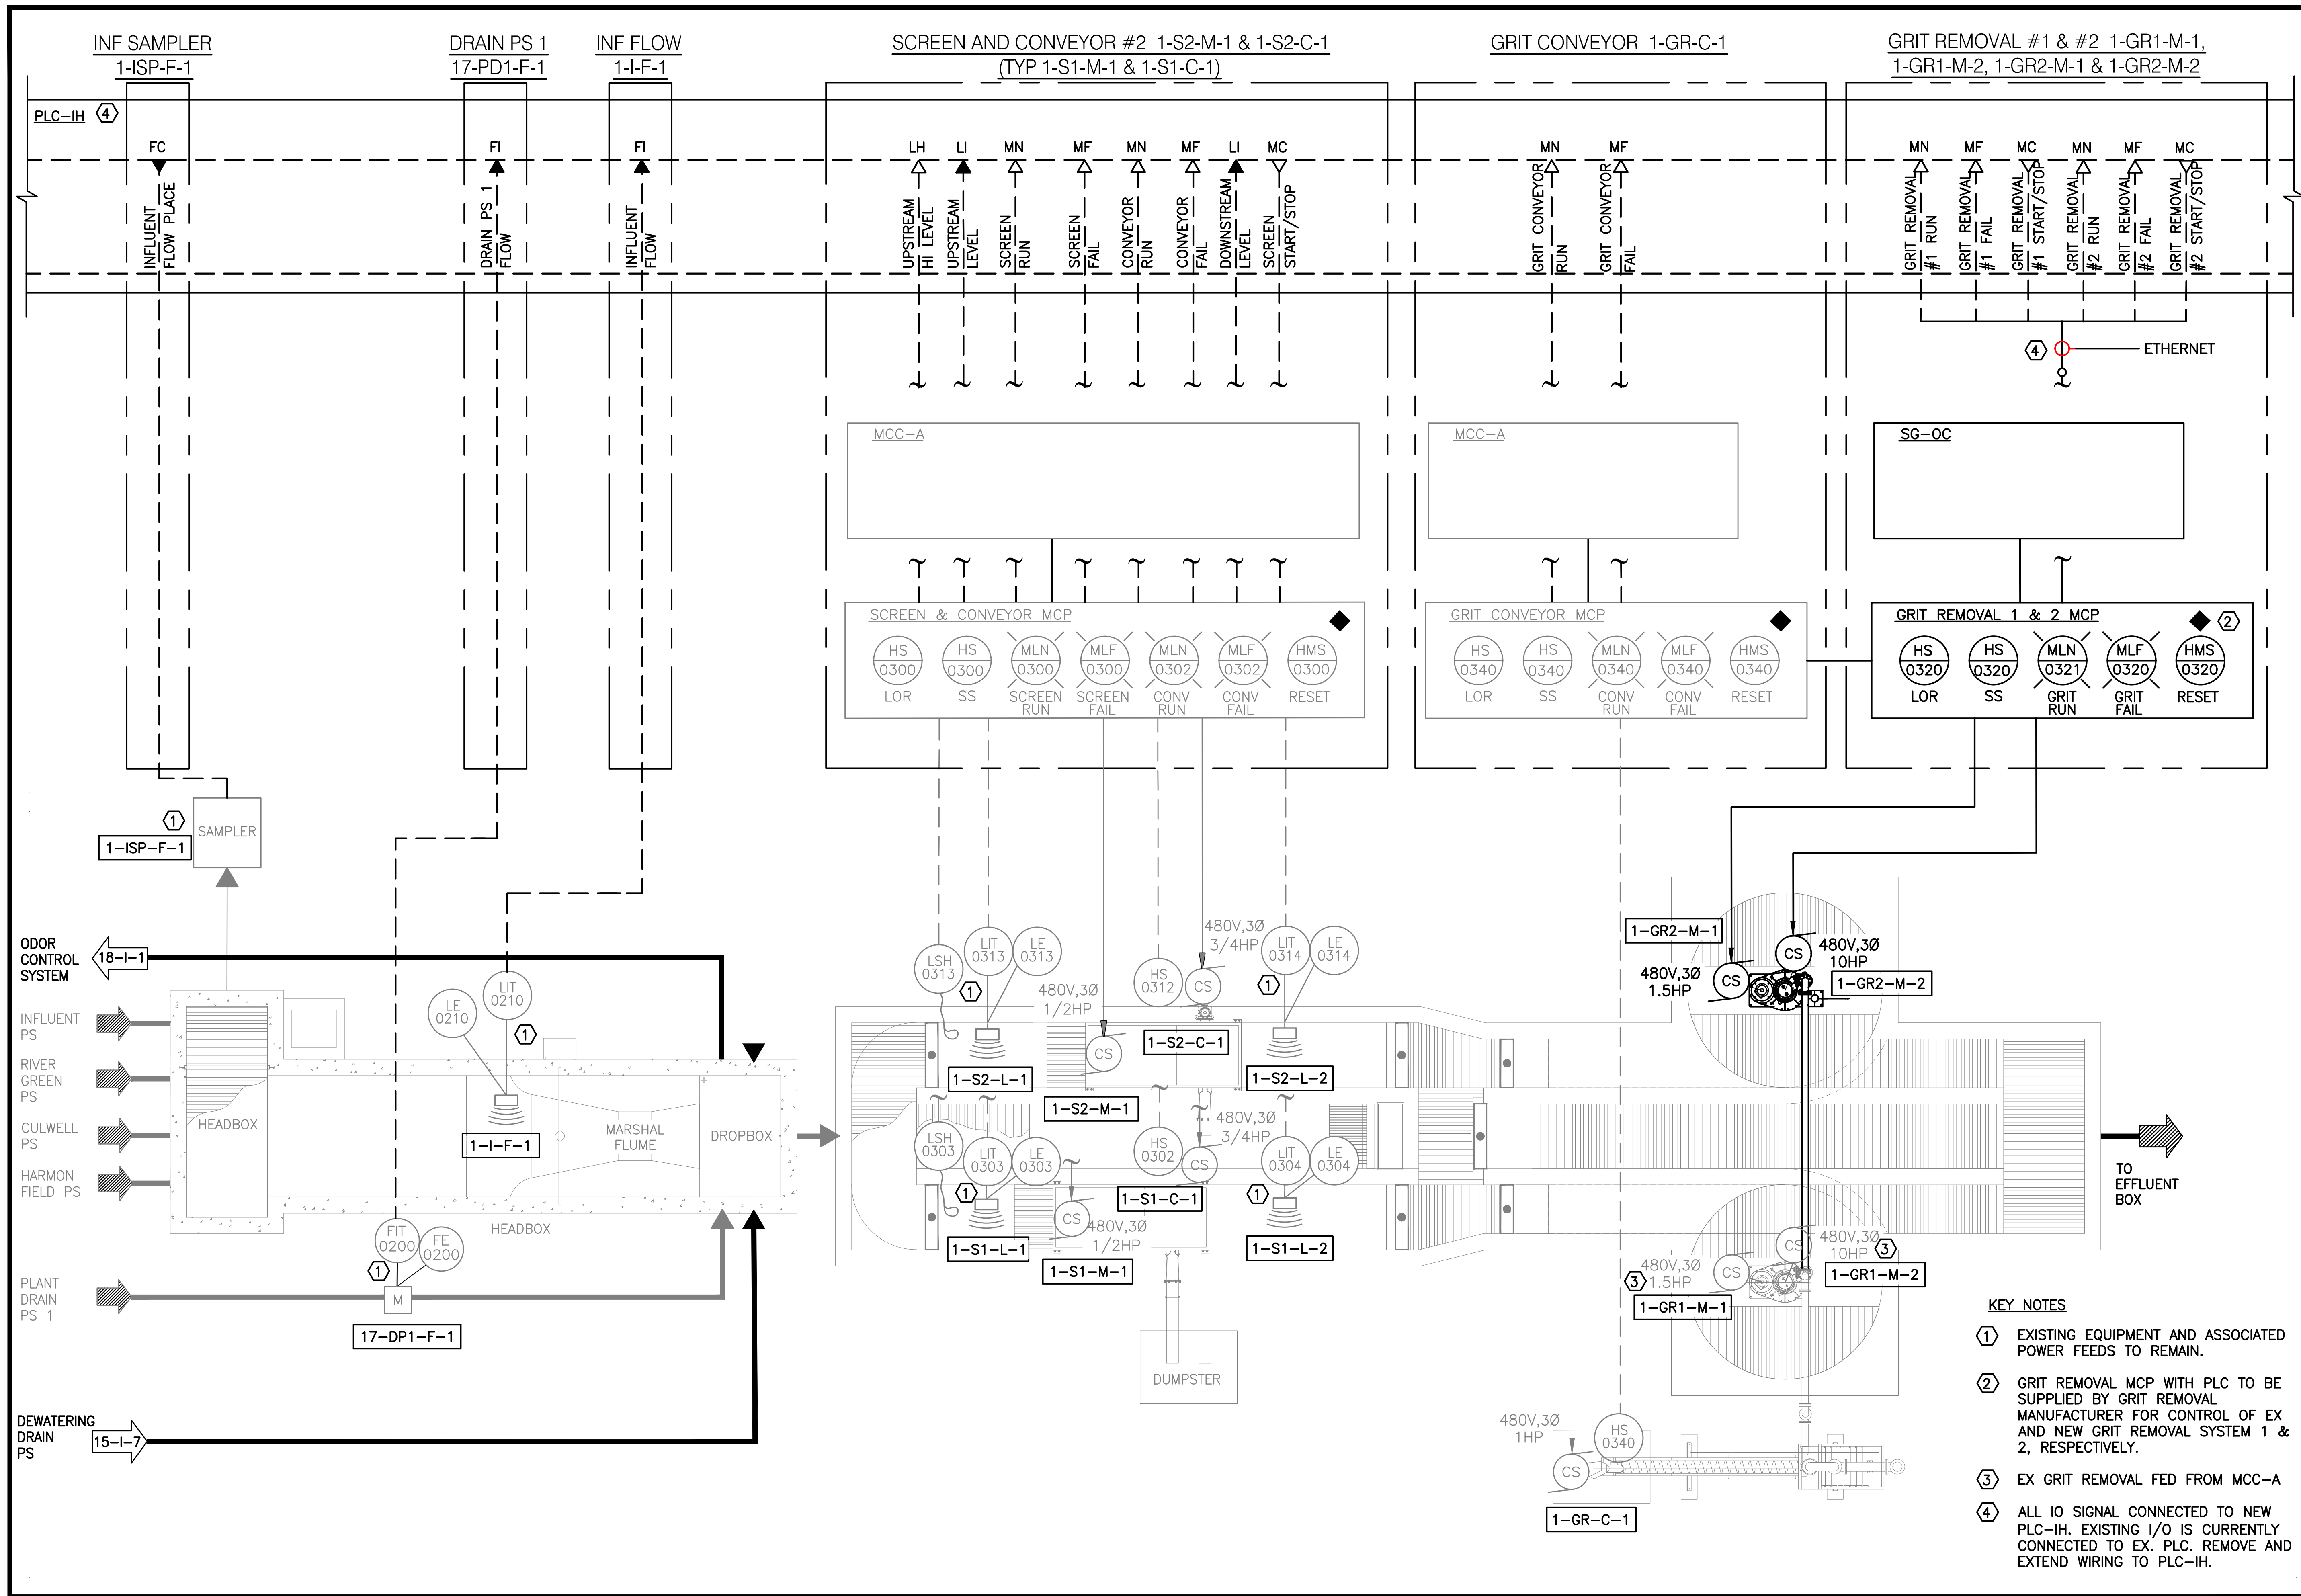 INF SAMPLER
1-ISP-F-1
DRAIN PS 1
17-PD1-F-1
INF FLOW
1-I-F-1
SCREEN AND CONVEYOR #2 1-S2-M-1 & 1-S2-C-1
(TYP 1-S1-M-1 & 1-S1-C-1)
GRIT CONVEYOR 1-GR-C-1
GRIT REMOVAL #1 & #2 1-GR1-M-1,
1-GR1-M-2, 1-GR2-M-1 & 1-GR2-M-2
PLC-IH
4
FC
FI
FI
LH
LI
MN
MF
MN
MF
LI
MC
MN
MF
MN
MF
MC
MN
MF
MC
INFLUENT
FLOW PLACE
DRAIN PS 1
FLOW
INFLUENT
FLOW
UPSTREAM
HI LEVEL
UPSTREAM
LEVEL
SCREEN
RUN
SCREEN
FAIL
CONVEYOR
RUN
CONVEYOR
FAIL
DOWNSTREAM
LEVEL
SCREEN
START/STOP
GRIT CONVEYOR
RUN
GRIT CONVEYOR
FAIL
GRIT REMOVAL
#1 RUN
GRIT REMOVAL
#1 FAIL
GRIT REMOVAL
#1 START/STOP
GRIT REMOVAL
#2 RUN
GRIT REMOVAL
#2 FAIL
GRIT REMOVAL
#2 START/STOP
4
ETHERNET
MCC-A
MCC-A
SG-OC
SCREEN & CONVEYOR MCP
HS
0300
LOR
HS
0300
SS
MLN
0300
SCREEN
RUN
MLF
0300
SCREEN
FAIL
MLN
0302
CONV
RUN
MLF
0302
CONV
FAIL
HMS
0300
RESET
GRIT CONVEYOR MCP
HS
0340
LOR
HS
0340
SS
MLN
0340
CONV
RUN
MLF
0340
CONV
FAIL
HMS
0340
RESET
GRIT REMOVAL 1 & 2 MCP
2
HS
0320
LOR
HS
0320
SS
MLN
0321
GRIT
RUN
MLF
0320
GRIT
FAIL
HMS
0320
RESET
1
SAMPLER
1-ISP-F-1
ODOR
CONTROL
SYSTEM
18-I-1
INFLUENT
PS
RIVER
GREEN
PS
CULWELL
PS
HARMON
FIELD PS
PLANT
DRAIN
PS 1
DEWATERING
DRAIN
PS
15-I-7
HEADBOX
LE
0210
LIT
0210
1
1-I-F-1
MARSHAL
FLUME
DROPBOX
HEADBOX
FIT
0200
FE
0200
1
M
17-DP1-F-1
LSH
0313
LIT
0313
LE
0313
1
1-S2-L-1
480V,3Ø
1/2HP
CS
1-S2-M-1
HS
0312
480V,3Ø
3/4HP
CS
1-S2-C-1
LIT
0314
LE
0314
1
1-S2-L-2
LSH
0303
LIT
0303
LE
0303
1
1-S1-L-1
CS
480V,3Ø
1/2HP
1-S1-M-1
HS
0302
480V,3Ø
3/4HP
CS
1-S1-C-1
LIT
0304
LE
0304
1
1-S1-L-2
DUMPSTER
1-GR2-M-1
480V,3Ø
1.5HP
CS
CS
480V,3Ø
10HP
1-GR2-M-2
TO
EFFLUENT
BOX
CS
480V,3Ø
10HP
3
1-GR1-M-2
480V,3Ø
3
1.5HP
CS
1-GR1-M-1
480V,3Ø
1HP
HS
0340
CS
1-GR-C-1
KEY NOTES
1 EXISTING EQUIPMENT AND ASSOCIATED
POWER FEEDS TO REMAIN.
2 GRIT REMOVAL MCP WITH PLC TO BE
SUPPLIED BY GRIT REMOVAL
MANUFACTURER FOR CONTROL OF EX
AND NEW GRIT REMOVAL SYSTEM 1 &
2, RESPECTIVELY.
3 EX GRIT REMOVAL FED FROM MCC-A
4 ALL IO SIGNAL CONNECTED TO NEW
PLC-IH. EXISTING I/O IS CURRENTLY
CONNECTED TO EX. PLC. REMOVE AND
EXTEND WIRING TO PLC-IH.